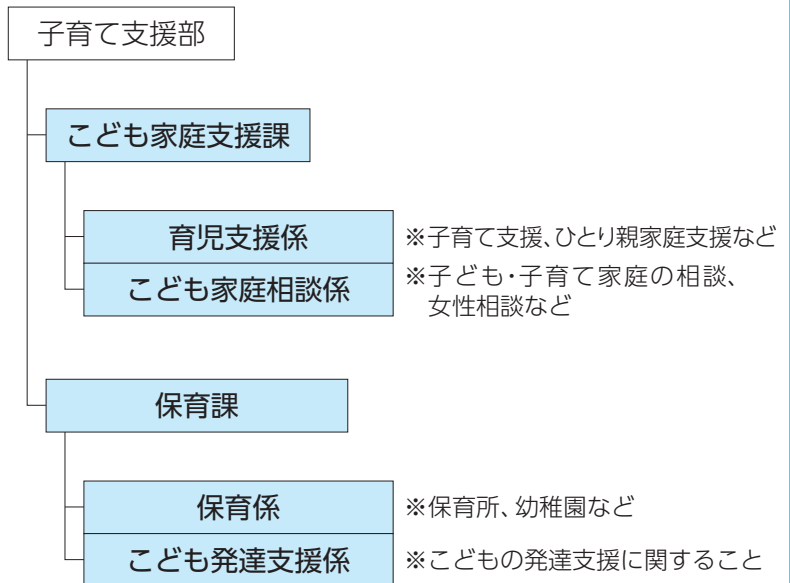 子育て支援部
こども家庭支援課
育児支援係 ※子育て支援、ひとり親家庭支援など
こども家庭相談係 ※子ども・子育て家庭の相談、
女性相談など
保育課
保育係 ※保育所、幼稚園など
こども発達支援係 ※こどもの発達支援に関すること